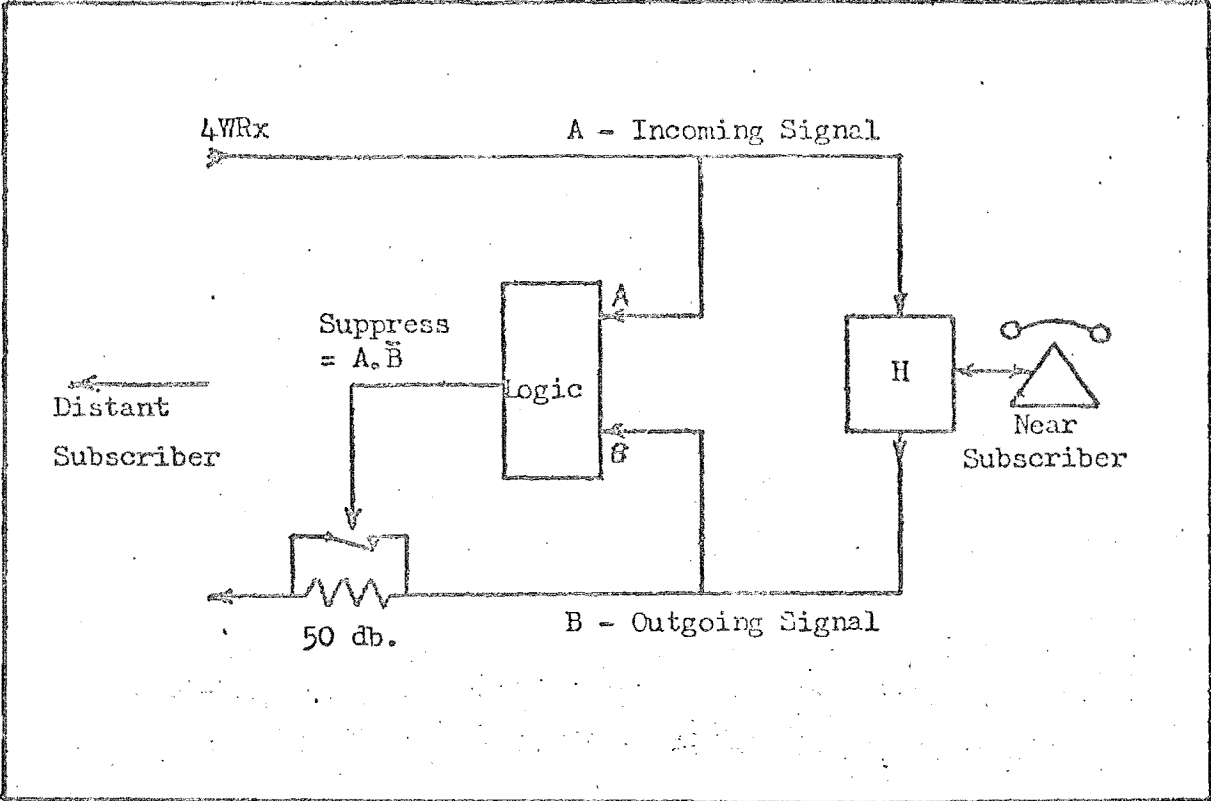 4WRx
A - Incoming Signal
A
Suppress
= A.B̄
Logic
H
Distant
Subscriber
B
Near
Subscriber
50 db.
B - Outgoing Signal